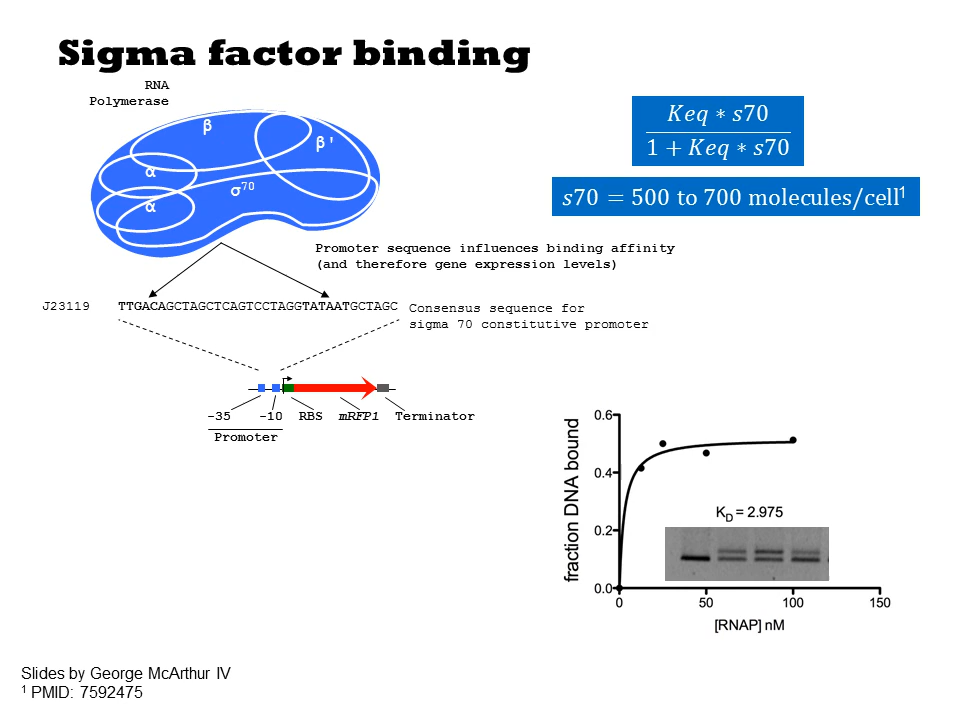 Sigma factor binding
RNA
Polymerase
β
β'
α
σ70
α
Keq ∗ s70
1 + Keq ∗ s70
s70 = 500 to 700 molecules/cell1
Promoter sequence influences binding affinity
(and therefore gene expression levels)
J23119 TTGACAGCTAGCTCAGTCCTAGGTATAATGCTAGC Consensus sequence for
sigma 70 constitutive promoter
-35 -10 RBS mRFP1 Terminator
Promoter
fraction DNA bound
0.6
0.4
0.2
0.0
KD = 2.975
0 50 100 150
[RNAP] nM
Slides by George McArthur IV
1 PMID: 7592475